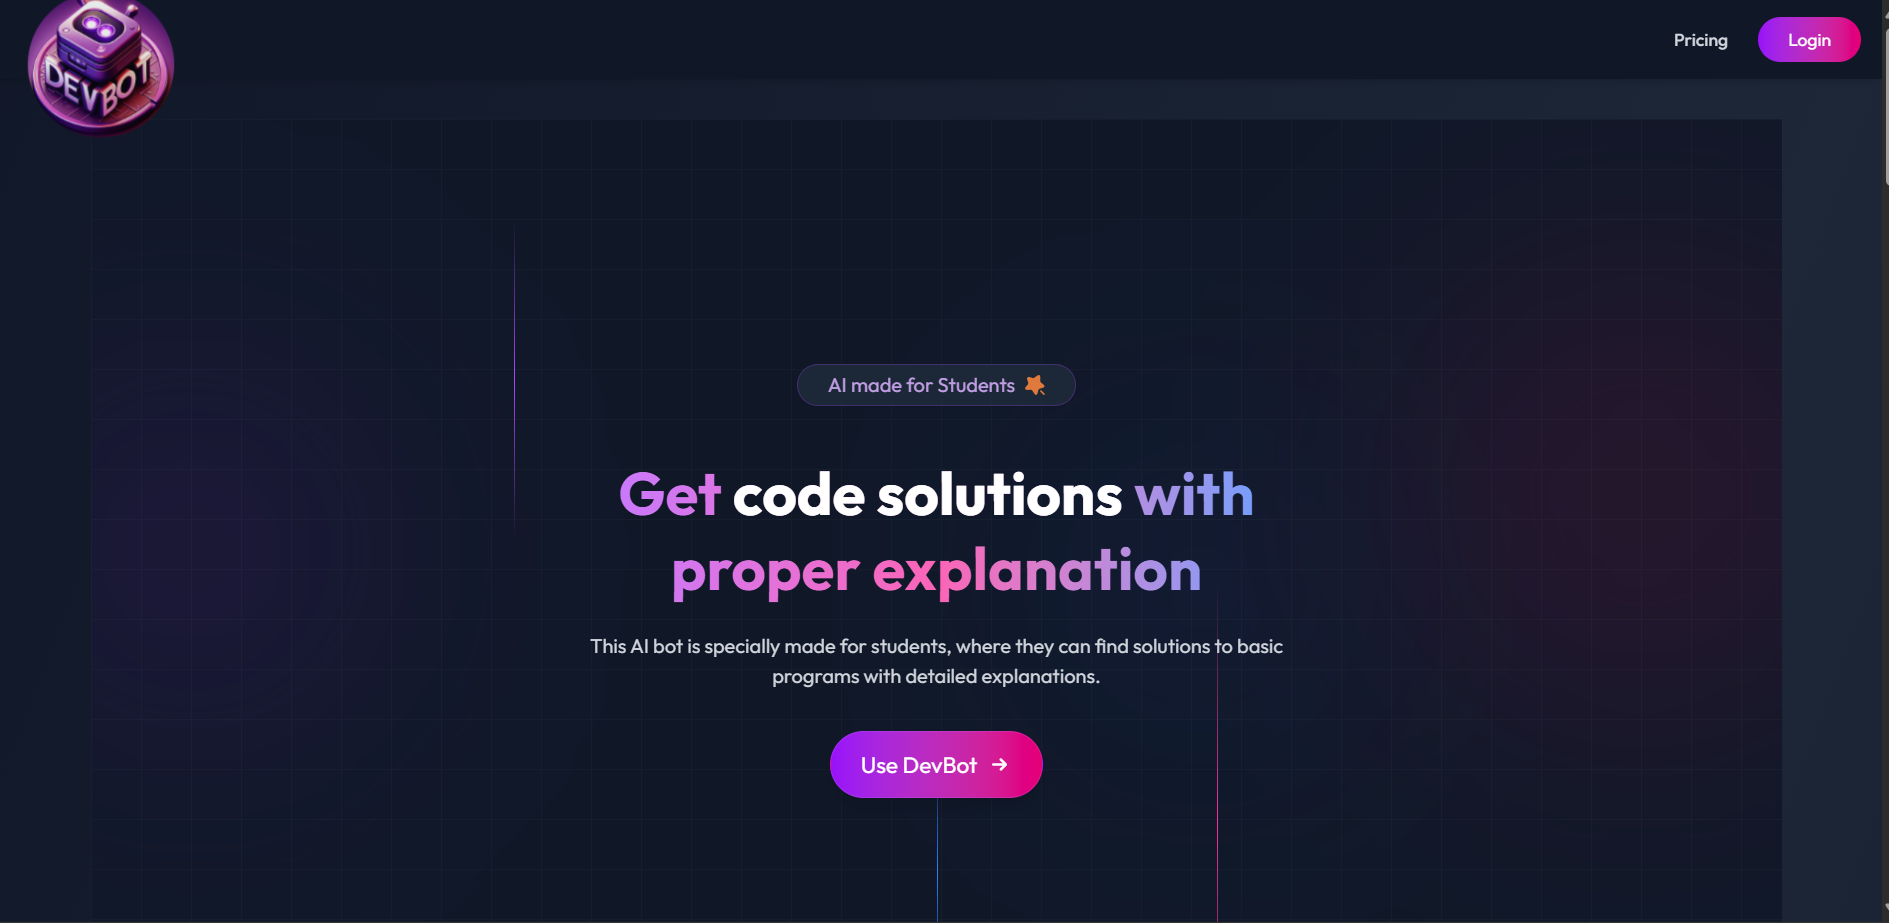 DEVBOT
Pricing
Login
AI made for Students
Get code solutions with
proper explanation
This AI bot is specially made for students, where they can find solutions to basic
programs with detailed explanations.
Use DevBot →